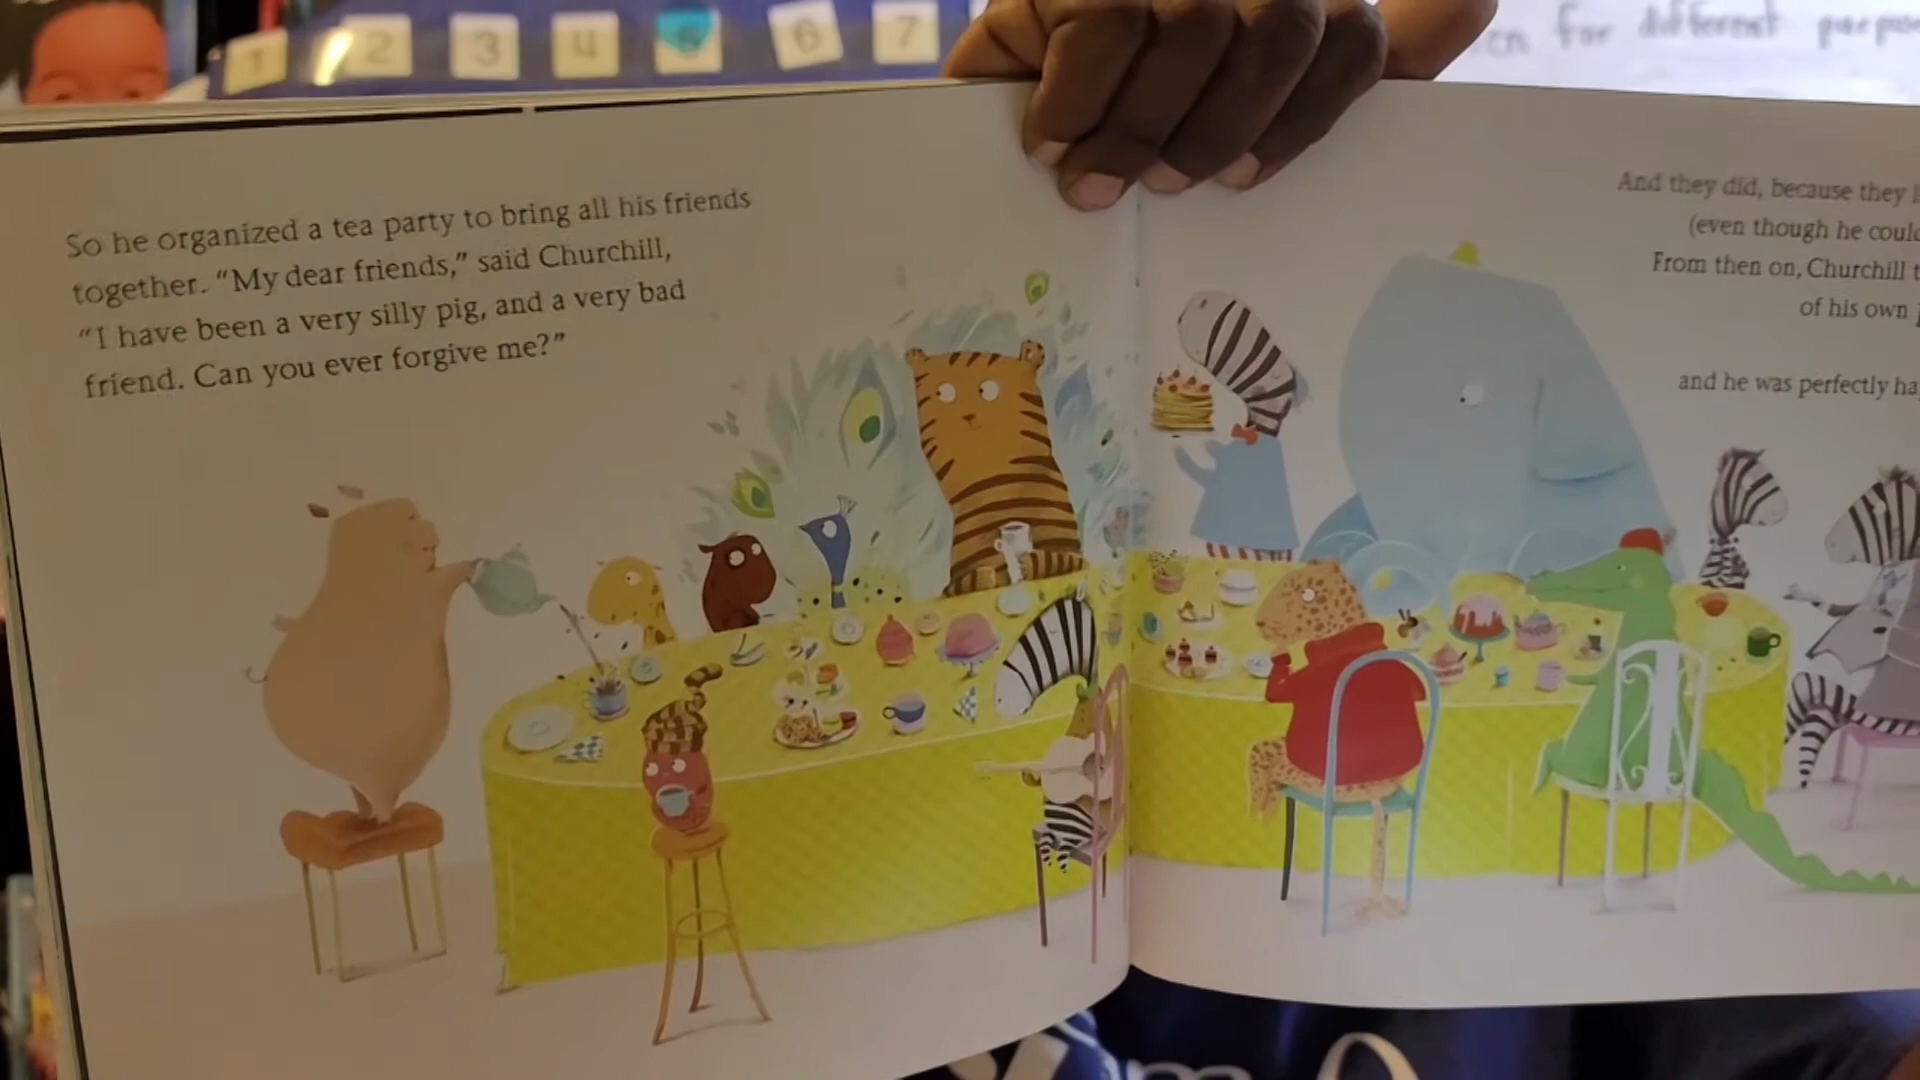 1 2 3 4 5 6 7
for different
So he organized a tea party to bring all his friends
together. “My dear friends,” said Churchill,
“I have been a very silly pig, and a very bad
friend. Can you ever forgive me?”
And they did, because they
(even though he
From then on, Churchill
of his own
and he was perfectly